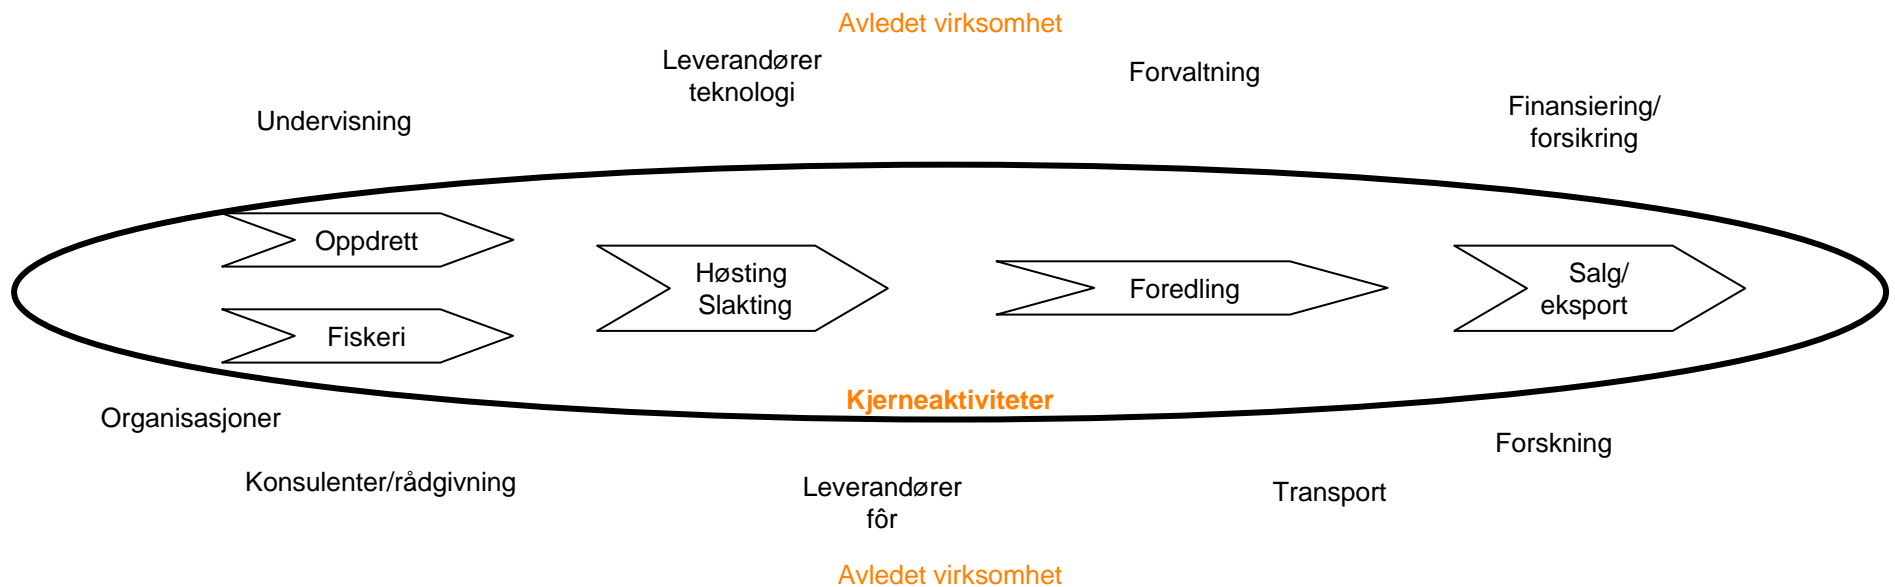 Avledet virksomhet
Leverandører
teknologi
Forvaltning
Finansiering/
forsikring
Undervisning
Oppdrett
Fiskeri
Høsting
Slakting
Foredling
Salg/
eksport
Kjerneaktiviteter
Organisasjoner
Konsulenter/rådgivning
Leverandører
fôr
Transport
Forskning
Avledet virksomhet